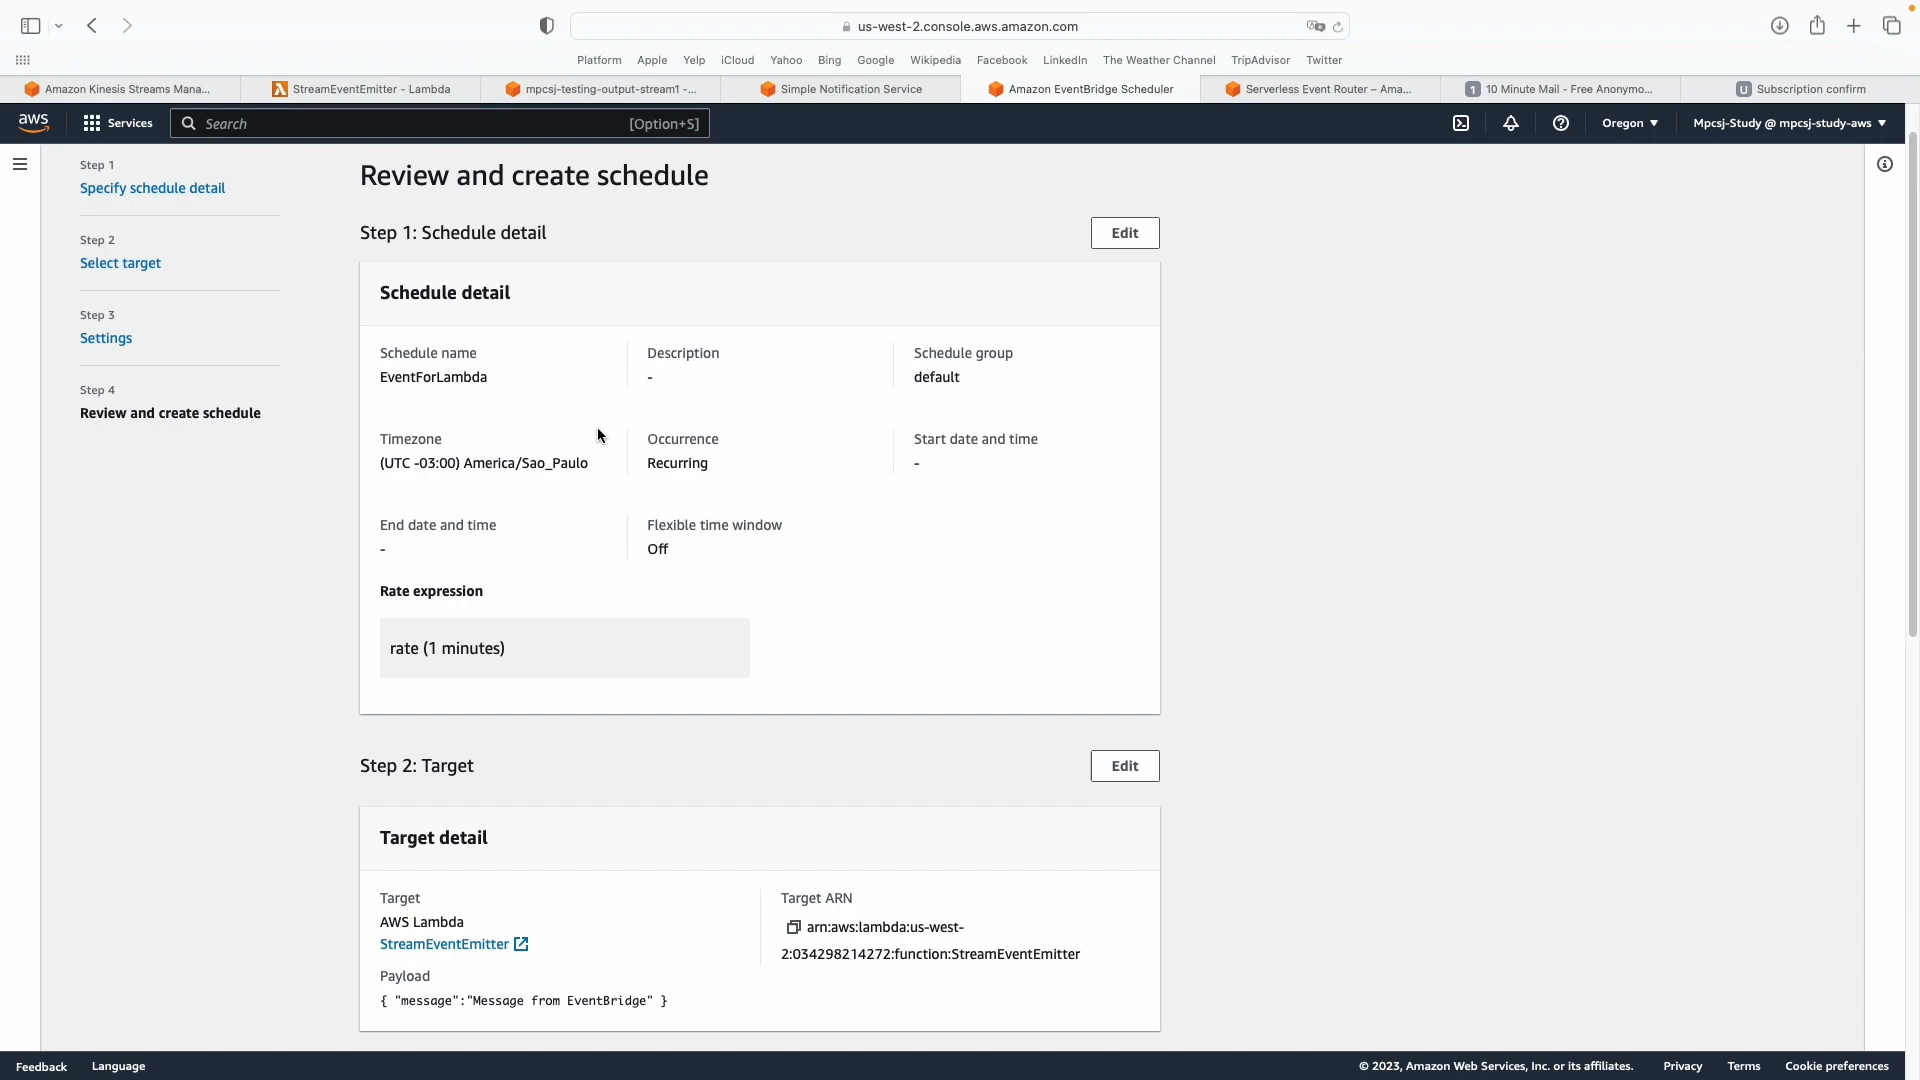 us-west-2.console.aws.amazon.com
Platform Apple Yelp iCloud Yahoo Bing Google Wikipedia Facebook LinkedIn The Weather Channel TripAdvisor Twitter
Amazon Kinesis Streams Mana...
StreamEventEmitter - Lambda
mpcsj-testing-output-stream1 -...
Simple Notification Service
Amazon EventBridge Scheduler
Serverless Event Router – Ama...
1 10 Minute Mail - Free Anonymo...
U Subscription confirm
aws Services Search [Option+S] Oregon Mpcsj-Study @ mpcsj-study-aws
Step 1
Specify schedule detail
Step 2
Select target
Step 3
Settings
Step 4
Review and create schedule
Review and create schedule
Step 1: Schedule detail
Edit
Schedule detail
Schedule name
EventForLambda
Description
-
Schedule group
default
Timezone
(UTC -03:00) America/Sao_Paulo
Occurrence
Recurring
Start date and time
-
End date and time
-
Flexible time window
Off
Rate expression
rate (1 minutes)
Step 2: Target
Edit
Target detail
Target
AWS Lambda
StreamEventEmitter
Target ARN
arn:aws:lambda:us-west-
2:034298214272:function:StreamEventEmitter
Payload
{ "message":"Message from EventBridge" }
Feedback Language © 2023, Amazon Web Services, Inc. or its affiliates. Privacy Terms Cookie preferences